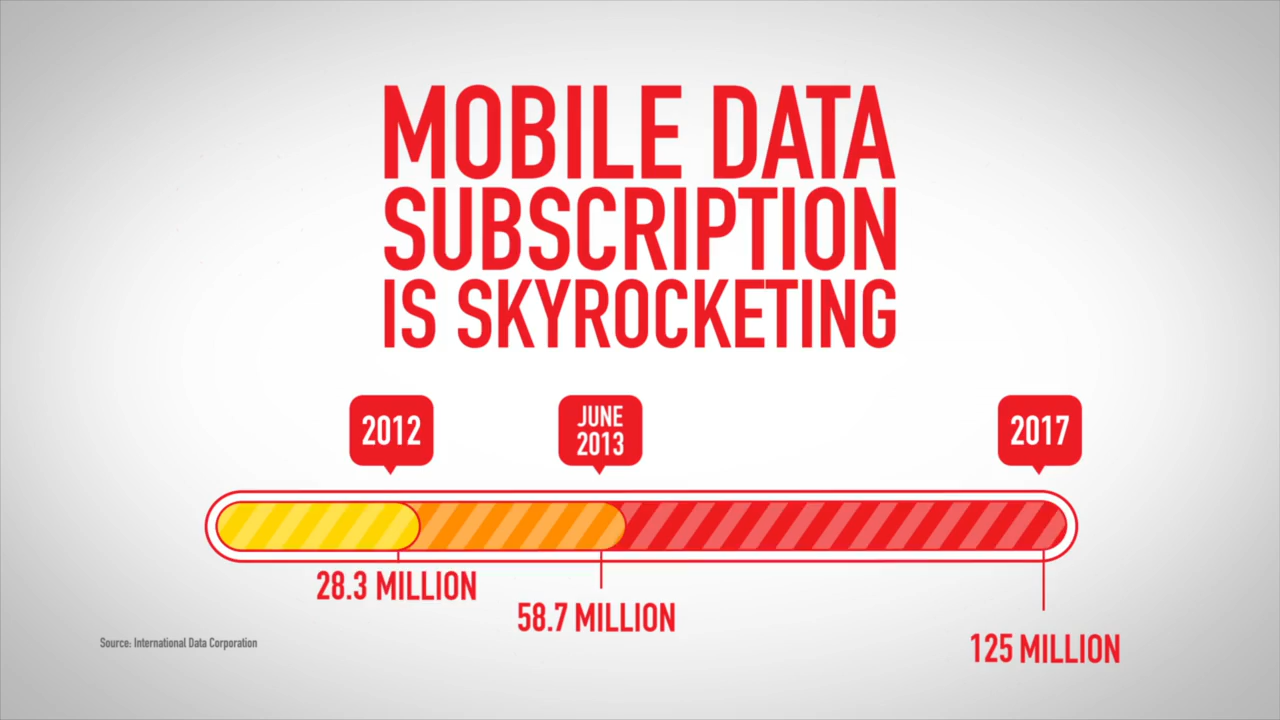 MOBILE DATA
SUBSCRIPTION
IS SKYROCKETING
2012
JUNE
2013
2017
28.3 MILLION
58.7 MILLION
125 MILLION
Source: International Data Corporation